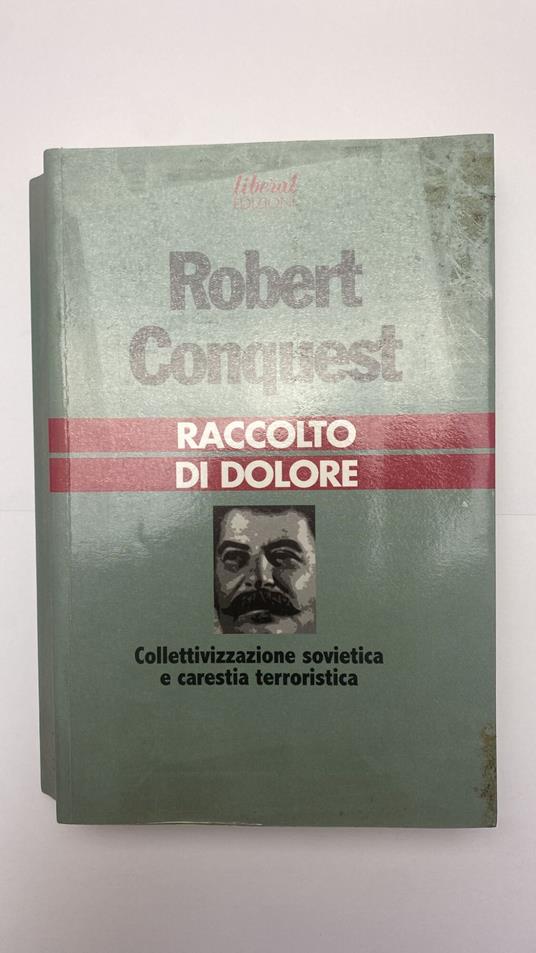 liberal
EDIZIONI
Robert
Conquest
RACCOLTO
DI DOLORE
Collettivizzazione sovietica
e carestia terroristica